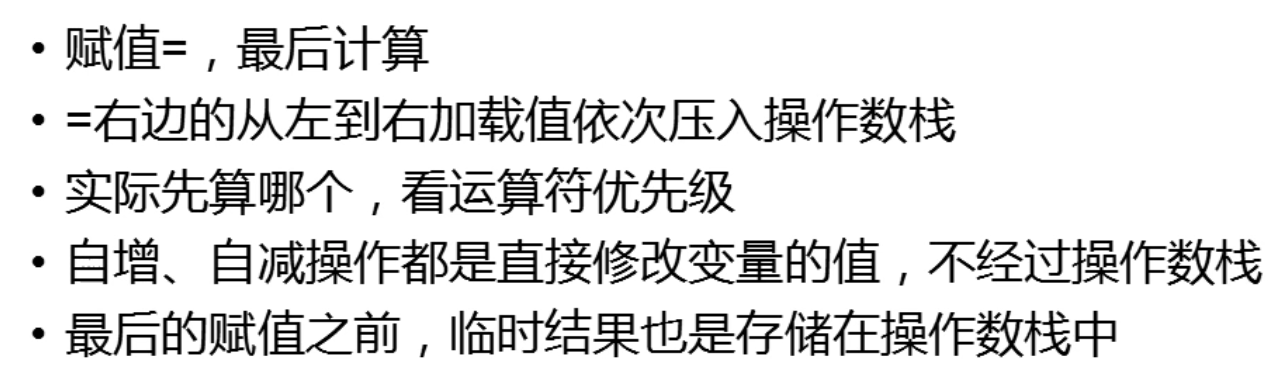 • 赋值=，最后计算
• =右边的从左到右加载值依次压入操作数栈
• 实际先算哪个，看运算符优先级
• 自增、自减操作都是直接修改变量的值，不经过操作数栈
• 最后的赋值之前，临时结果也是存储在操作数栈中